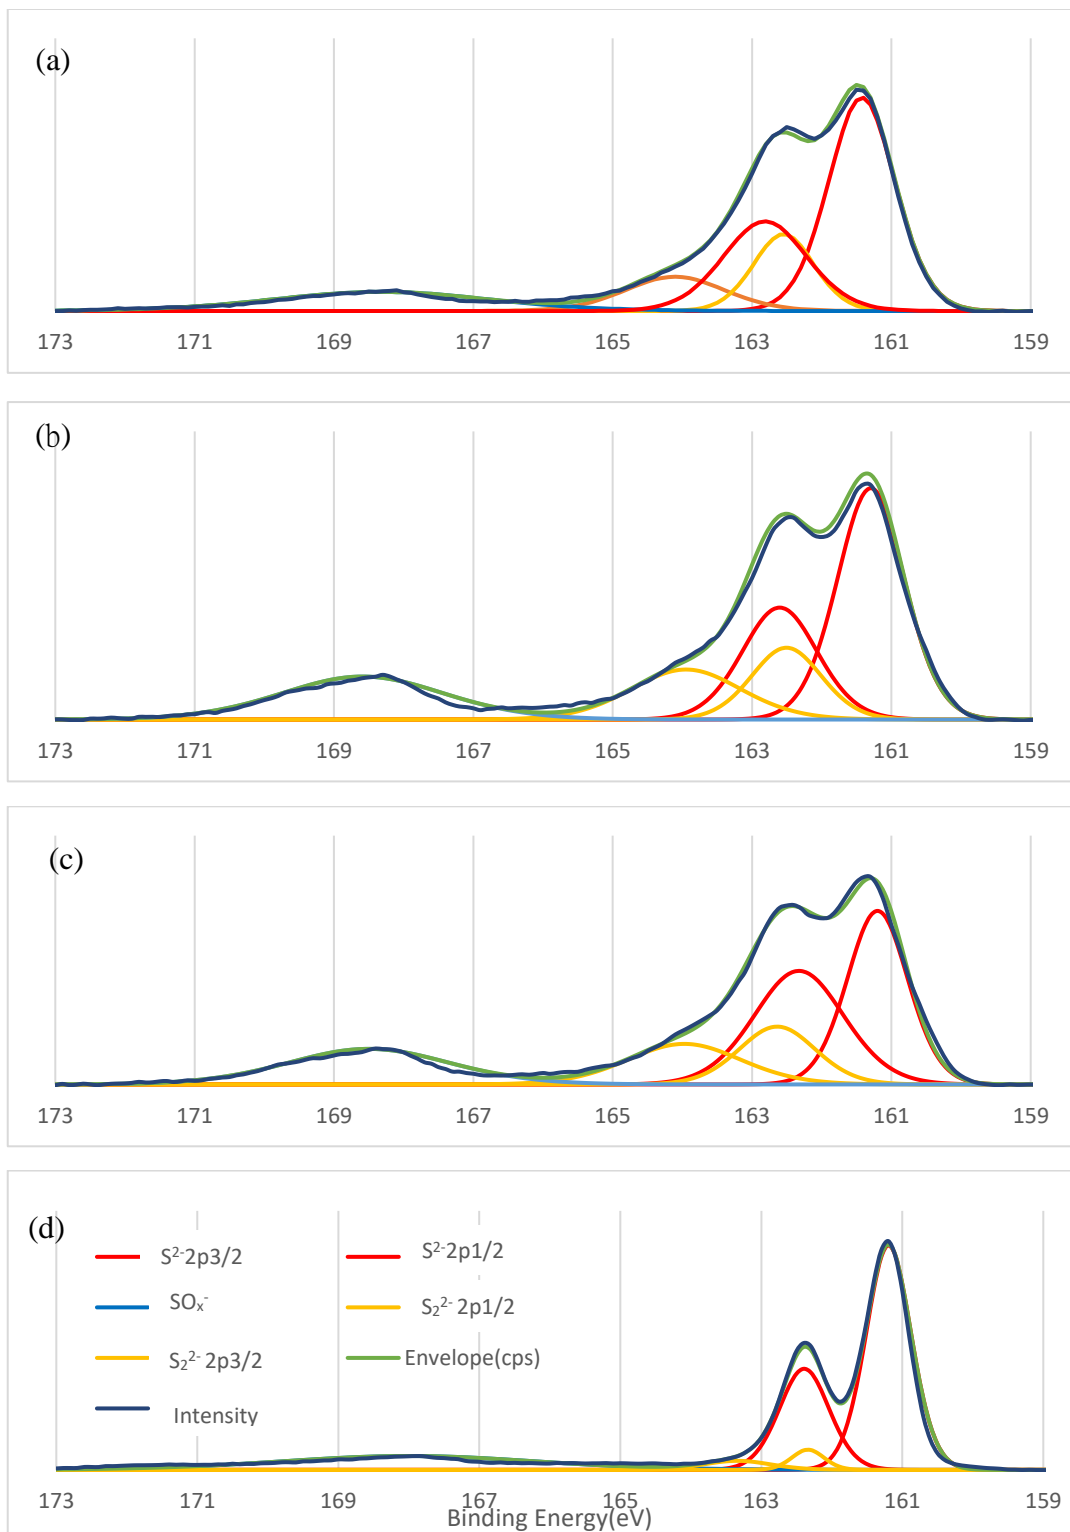 (a)
173 171 169 167 165 163 161 159
(b)
173 171 169 167 165 163 161 159
(c)
173 171 169 167 165 163 161 159
(d)
S²⁻2p3/2 S²⁻2p1/2
SOₓ⁻ S₂²⁻ 2p1/2
S₂²⁻ 2p3/2 Envelope(cps)
Intensity
173 171 169 167 165 163 161 159
Binding Energy(eV)